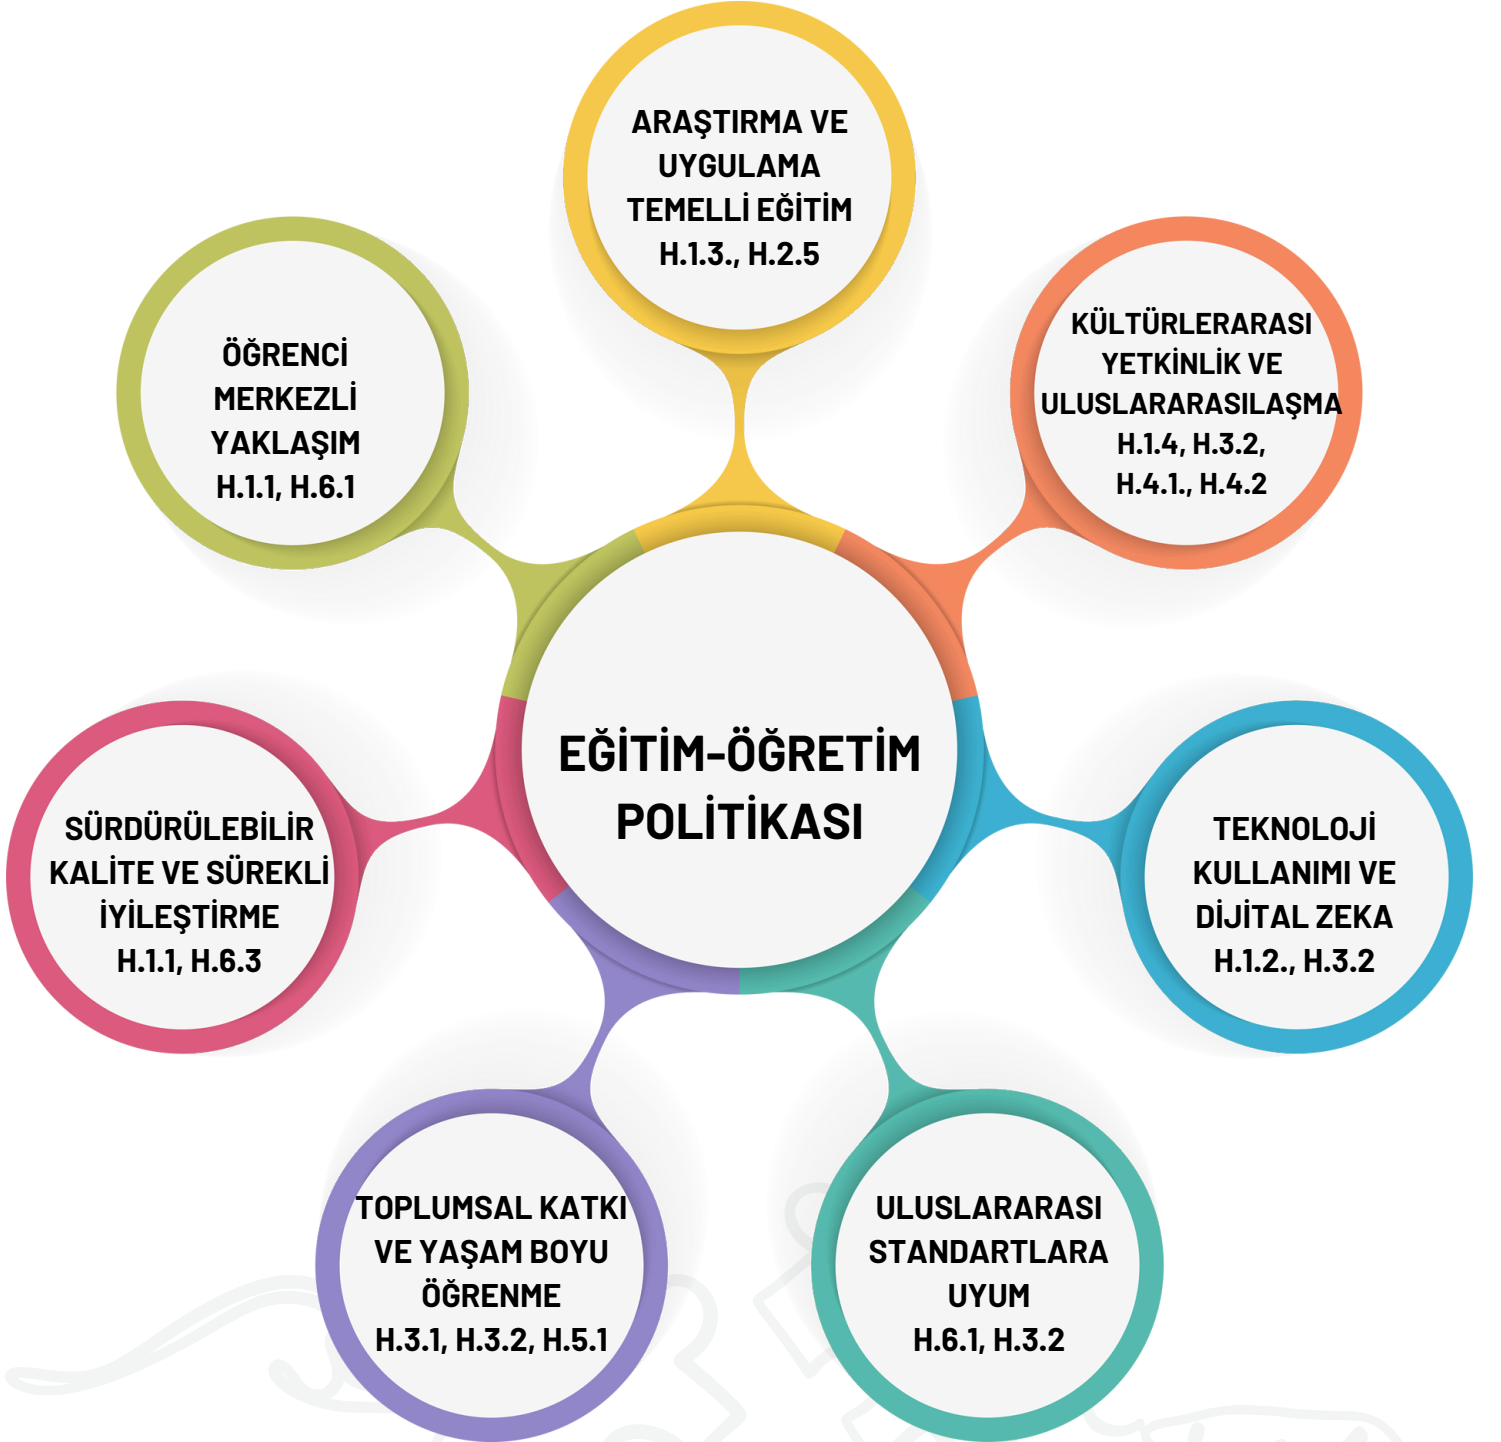 ARAŞTIRMA VE
UYGULAMA
TEMELLİ EĞİTİM
H.1.3., H.2.5
KÜLTÜRLERARASI
YETKİNLİK VE
ULUSLARARASILAŞMA
H.1.4, H.3.2,
H.4.1., H.4.2
ÖĞRENCİ
MERKEZLİ
YAKLAŞIM
H.1.1, H.6.1
EĞİTİM-ÖĞRETİM
POLİTİKASI
SÜRDÜRÜLEBİLİR
KALİTE VE SÜREKLİ
İYİLEŞTİRME
H.1.1, H.6.3
TEKNOLOJİ
KULLANIMI VE
DİJİTAL ZEKA
H.1.2., H.3.2
TOPLUMSAL KATKI
VE YAŞAM BOYU
ÖĞRENME
H.3.1, H.3.2, H.5.1
ULUSLARARASI
STANDARTLARA
UYUM
H.6.1, H.3.2